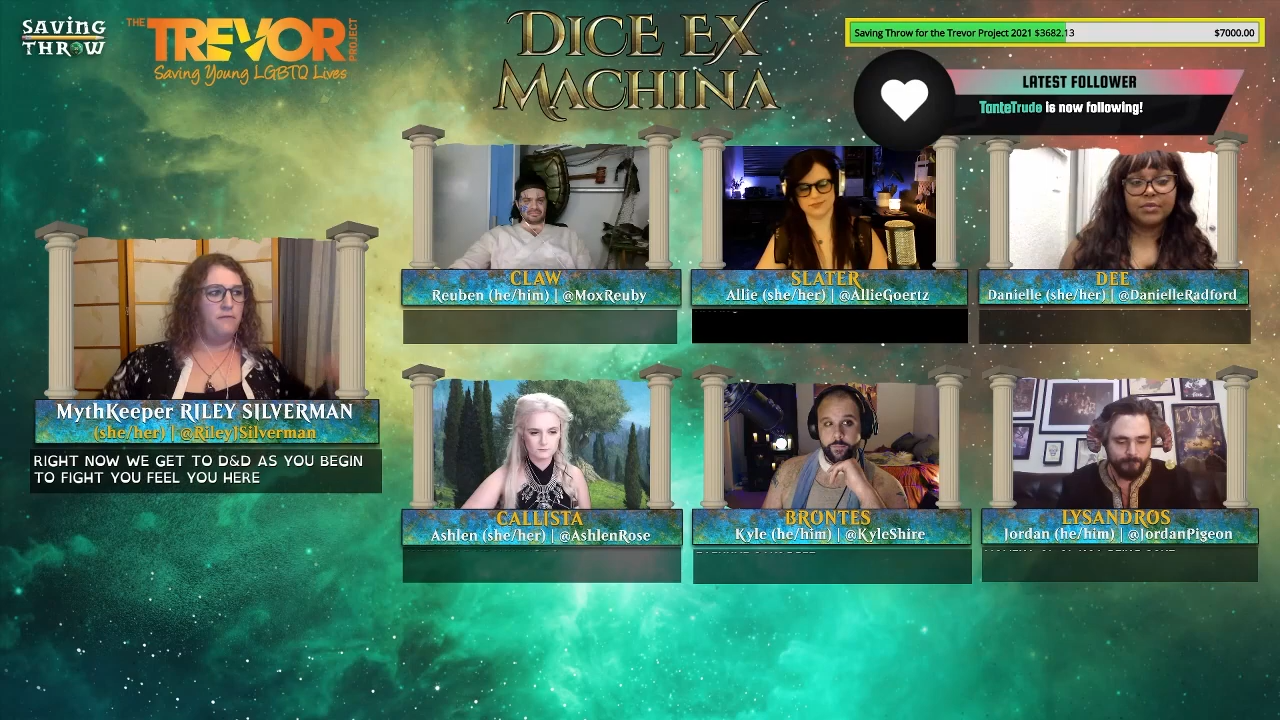 SAVING
THROW
THE TREVOR PROJECT
Saving Young LGBTQ Lives
DICE EX
MACHINA
Saving Throw for the Trevor Project 2021 $3682.13 $7000.00
LATEST FOLLOWER
TanteTrude is now following!
CLAW
Reuben (he/him) | @MoxReuby
SLATER
Allie (she/her) | @AllieGoertz
DEE
Danielle (she/her) | @DanielleRadford
MythKeeper RILEY SILVERMAN
(she/her) | @RileyJSilverman
RIGHT NOW WE GET TO D&D AS YOU BEGIN
TO FIGHT YOU FEEL YOU HERE
CALLISTA
Ashlen (she/her) | @AshlenRose
BRONTES
Kyle (he/him) | @KyleShire
LYSANDROS
Jordan (he/him) | @JordanPigeon